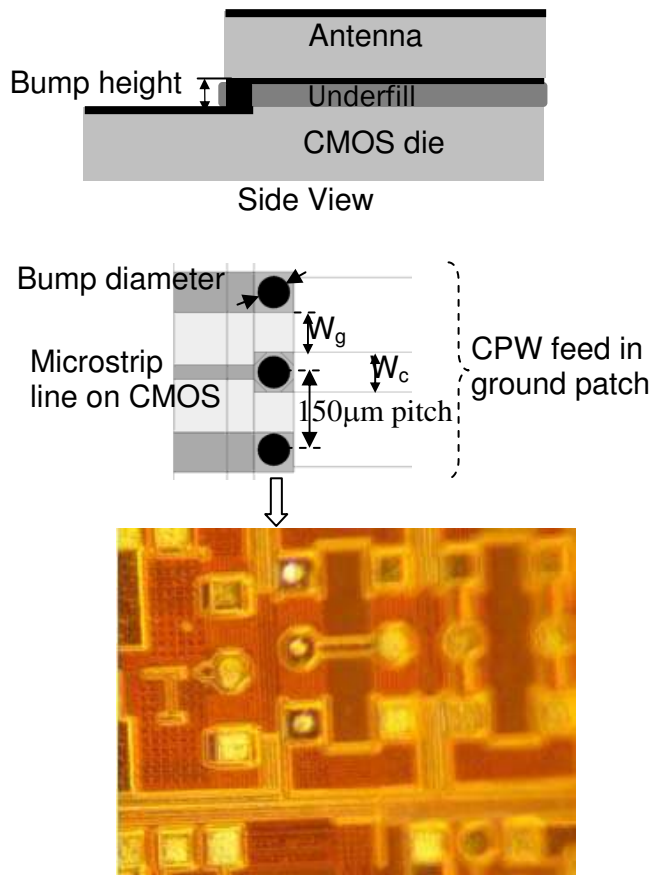 Antenna
Bump height
Underfill
CMOS die
Side View
Bump diameter
Wg
Microstrip
line on CMOS
Wc
150μm pitch
CPW feed in
ground patch